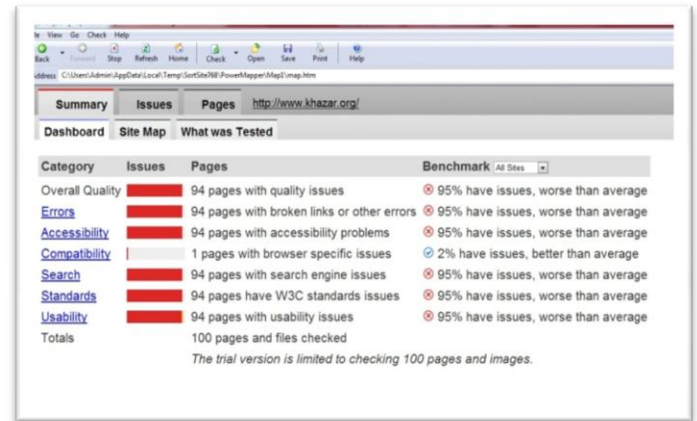 View Go Check Help
Back Forward Stop Refresh Home Check Open Save Print Help
Address C:\Users\Admin\AppData\Local\Temp\SortSite768\PowerMapper\Map1\map.htm
Summary Issues Pages http://www.khazar.org/
Dashboard Site Map What was Tested
Category Issues Pages Benchmark All Sites
Overall Quality 94 pages with quality issues 95% have issues, worse than average
Errors 94 pages with broken links or other errors 95% have issues, worse than average
Accessibility 94 pages with accessibility problems 95% have issues, worse than average
Compatibility 1 pages with browser specific issues 2% have issues, better than average
Search 94 pages with search engine issues 95% have issues, worse than average
Standards 94 pages have W3C standards issues 95% have issues, worse than average
Usability 94 pages with usability issues 95% have issues, worse than average
Totals 100 pages and files checked
The trial version is limited to checking 100 pages and images.